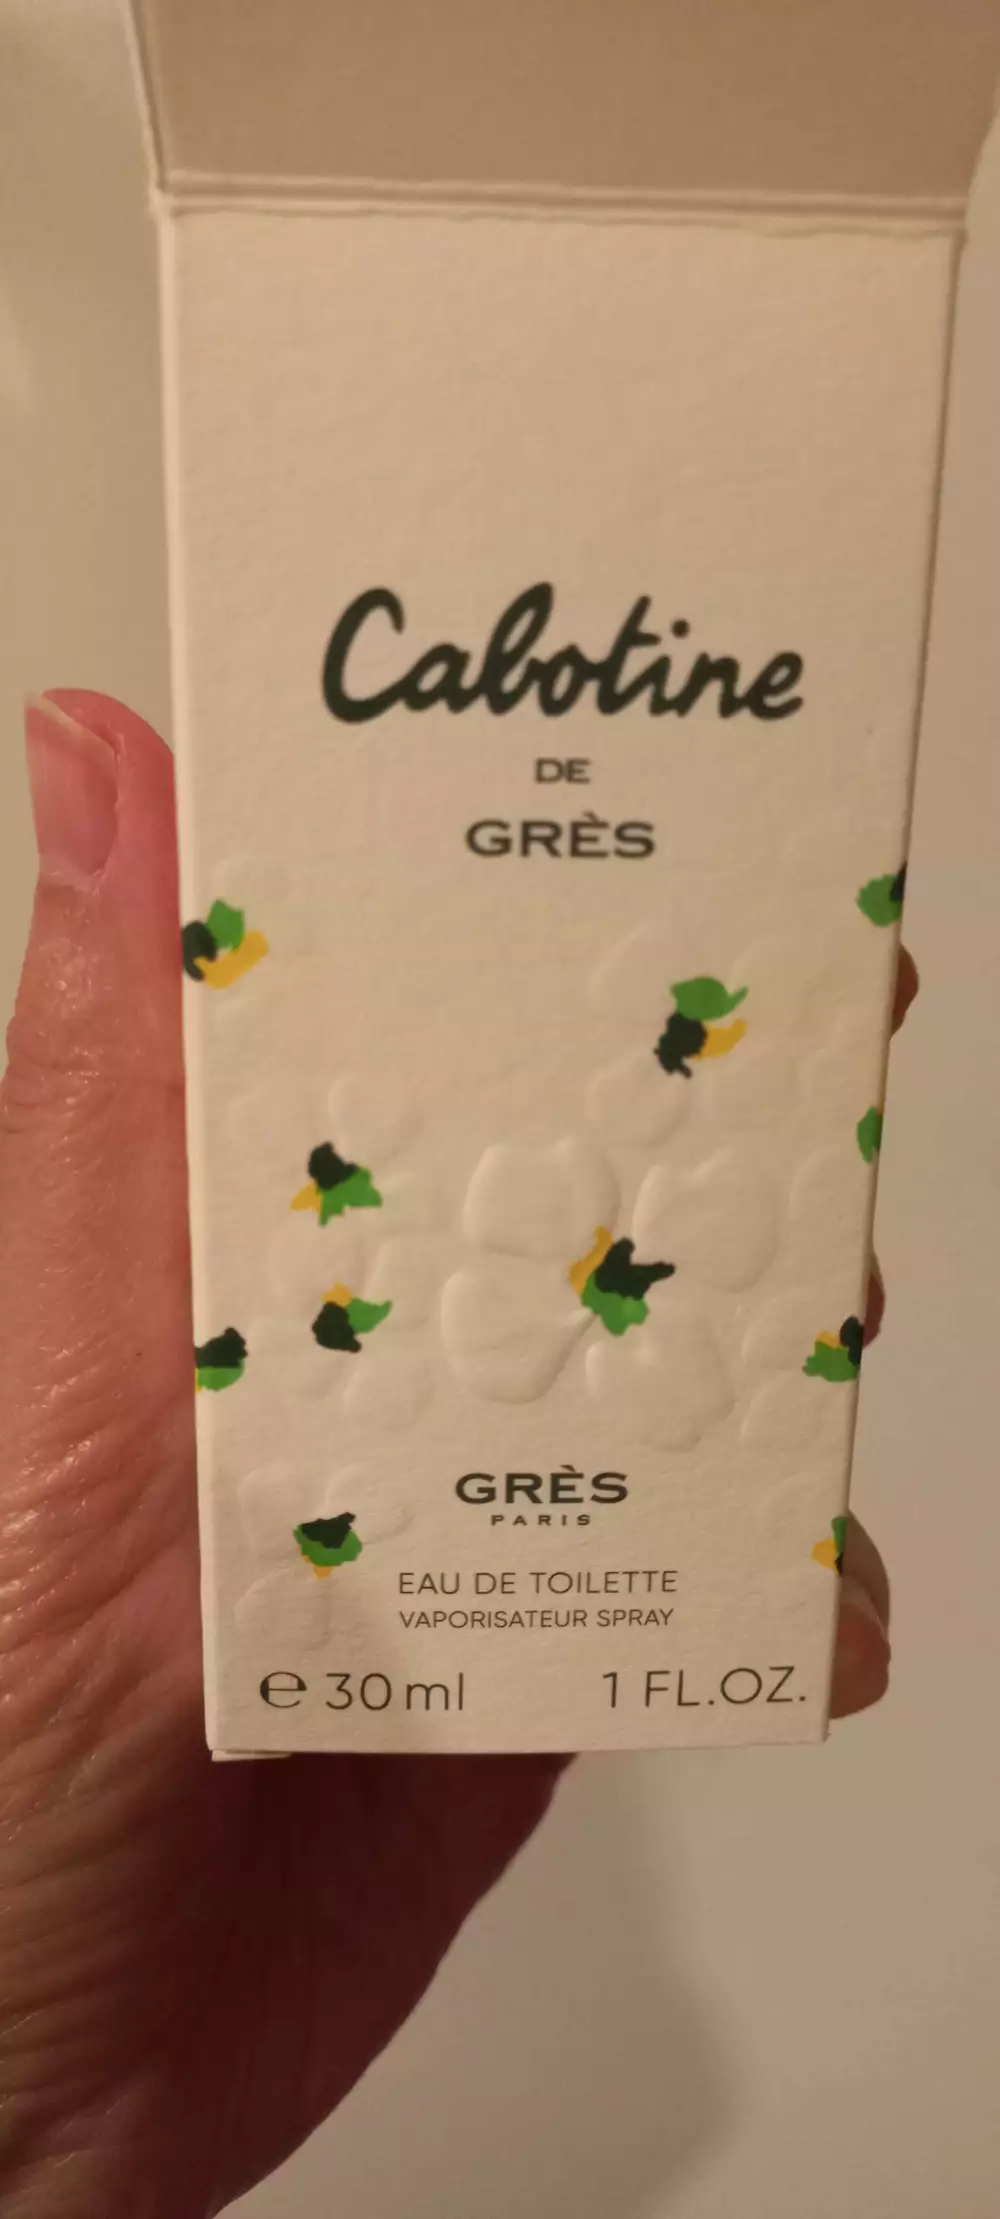 Cabotine
DE
GRÈS
GRÈS
PARIS
EAU DE TOILETTE
VAPORISATEUR SPRAY
℮ 30 ml 1 FL.OZ.